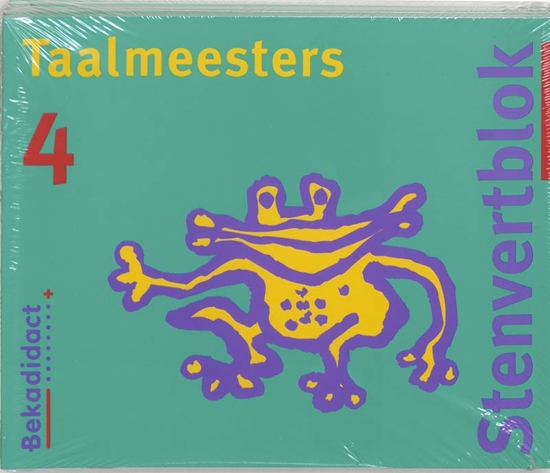 Taalmeesters
4
Stenvertblok
Bekadidact